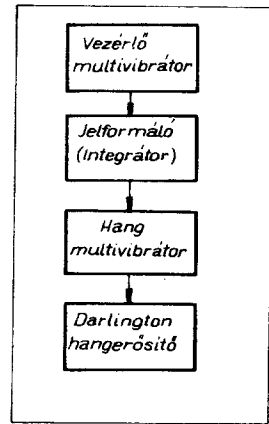 Vezérlő
multivibrátor
Jelformáló
(Integrátor)
Hang
multivibrátor
Darlington
hangerősítő